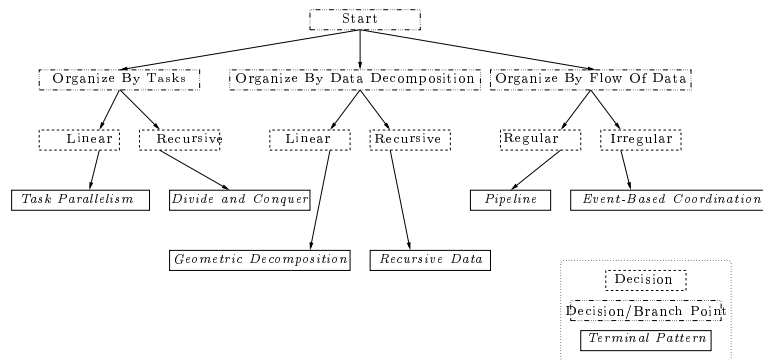 Start
Organize By Tasks
Organize By Data Decomposition
Organize By Flow Of Data
Linear
Recursive
Linear
Recursive
Regular
Irregular
Task Parallelism
Divide and Conquer
Pipeline
Event-Based Coordination
Geometric Decomposition
Recursive Data
Decision
Decision/Branch Point
Terminal Pattern